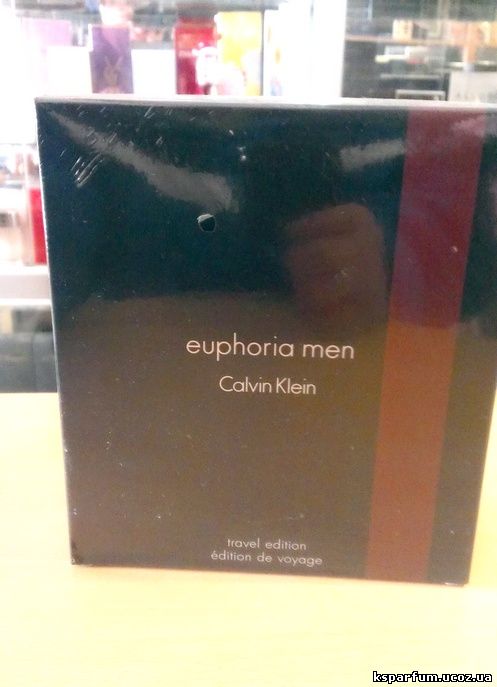 euphoria men
Calvin Klein
travel edition
édition de voyage
ksparfum.ucoz.ua